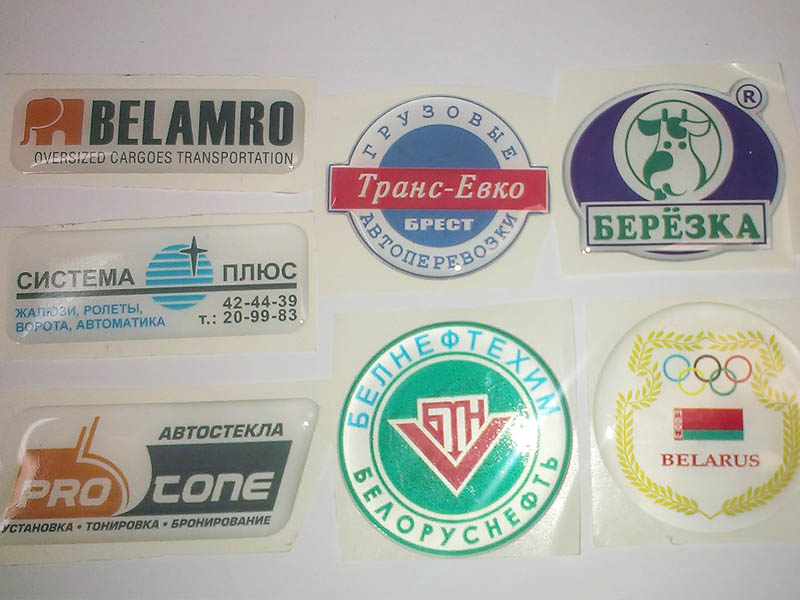 BELAMRO
OVERSIZED CARGOES TRANSPORTATION
ГРУЗОВЫЕ
Транс-Евко
БРЕСТ
АВТОПЕРЕВОЗКИ
®
БЕРЁЗКА
СИСТЕМА ПЛЮС
ЖАЛЮЗИ, РОЛЕТЫ, 42-44-39
ВОРОТА, АВТОМАТИКА т.: 20-99-83
БЕЛНЕФТЕХИМ
БТН
БЕЛОРУСНЕФТЬ
BELARUS
АВТОСТЕКЛА
PRO TONE
УСТАНОВКА • ТОНИРОВКА • БРОНИРОВАНИЕ